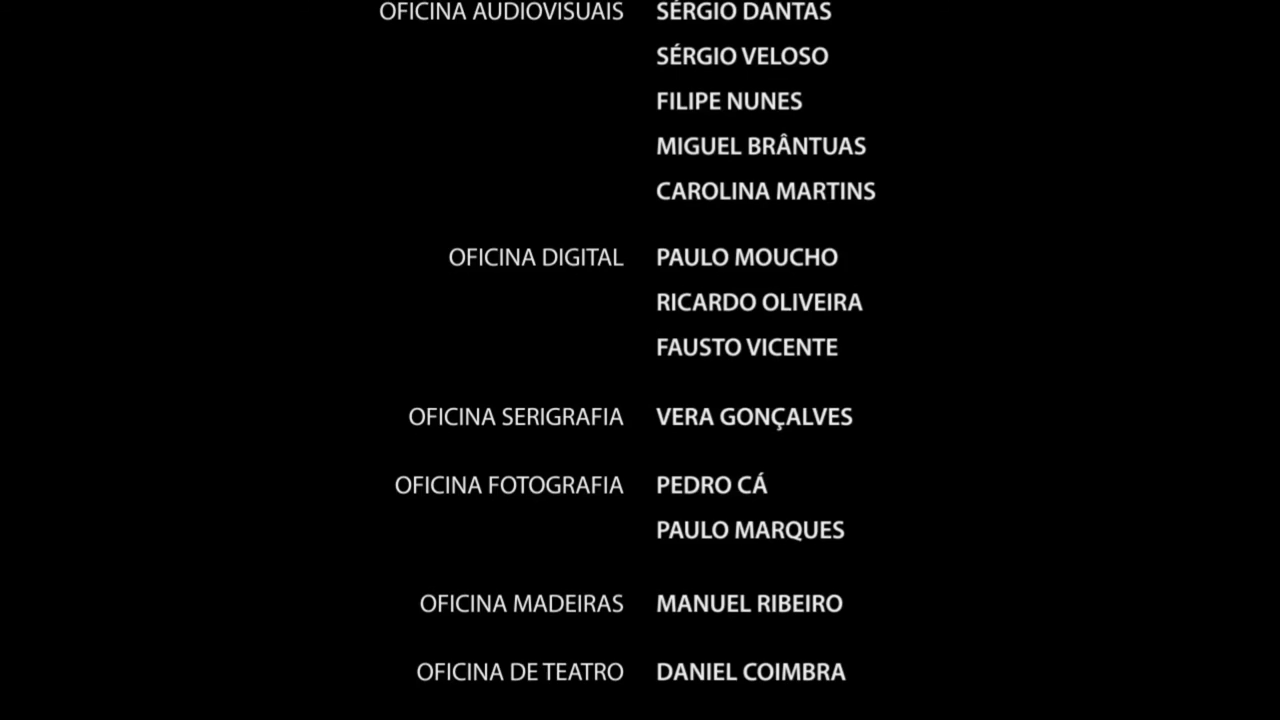 OFICINA AUDIOVISUAIS SÉRGIO DANTAS
SÉRGIO VELOSO
FILIPE NUNES
MIGUEL BRÂNTUAS
CAROLINA MARTINS
OFICINA DIGITAL PAULO MOUCHO
RICARDO OLIVEIRA
FAUSTO VICENTE
OFICINA SERIGRAFIA VERA GONÇALVES
OFICINA FOTOGRAFIA PEDRO CÁ
PAULO MARQUES
OFICINA MADEIRAS MANUEL RIBEIRO
OFICINA DE TEATRO DANIEL COIMBRA